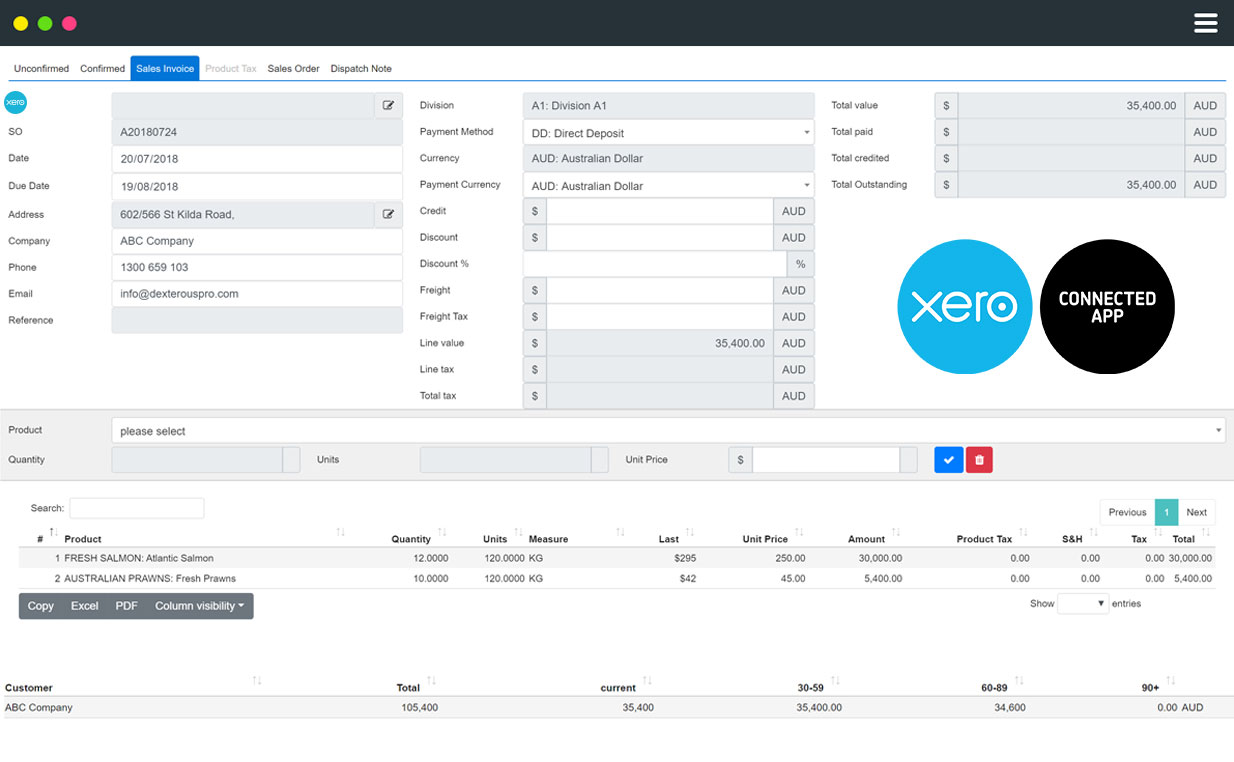 Unconfirmed Confirmed Sales Invoice Product Tax Sales Order Dispatch Note
xero
SO A20180724
Date 20/07/2018
Due Date 19/08/2018
Address 602/566 St Kilda Road,
Company ABC Company
Phone 1300 659 103
Email info@dexterouspro.com
Reference
Division A1: Division A1
Payment Method DD: Direct Deposit
Currency AUD: Australian Dollar
Payment Currency AUD: Australian Dollar
Credit $ AUD
Discount $ AUD
Discount % %
Freight $ AUD
Freight Tax $ AUD
Line value $ 35,400.00 AUD
Line tax $ AUD
Total tax $ AUD
Total value $ 35,400.00 AUD
Total paid $ AUD
Total credited $ AUD
Total Outstanding $ 35,400.00 AUD
xero
CONNECTED
APP
Product please select
Quantity Units Unit Price $
Search:
Previous 1 Next
# Product Quantity Units Measure Last Unit Price Amount Product Tax S&H Tax Total
1 FRESH SALMON: Atlantic Salmon 12.0000 120.0000 KG $295 250.00 30,000.00 0.00 0.00 0.00 30,000.00
2 AUSTRALIAN PRAWNS: Fresh Prawns 10.0000 120.0000 KG $42 45.00 5,400.00 0.00 0.00 0.00 5,400.00
Copy Excel PDF Column visibility
Show entries
Customer Total current 30-59 60-89 90+
ABC Company 105,400 35,400 35,400.00 34,600 0.00 AUD